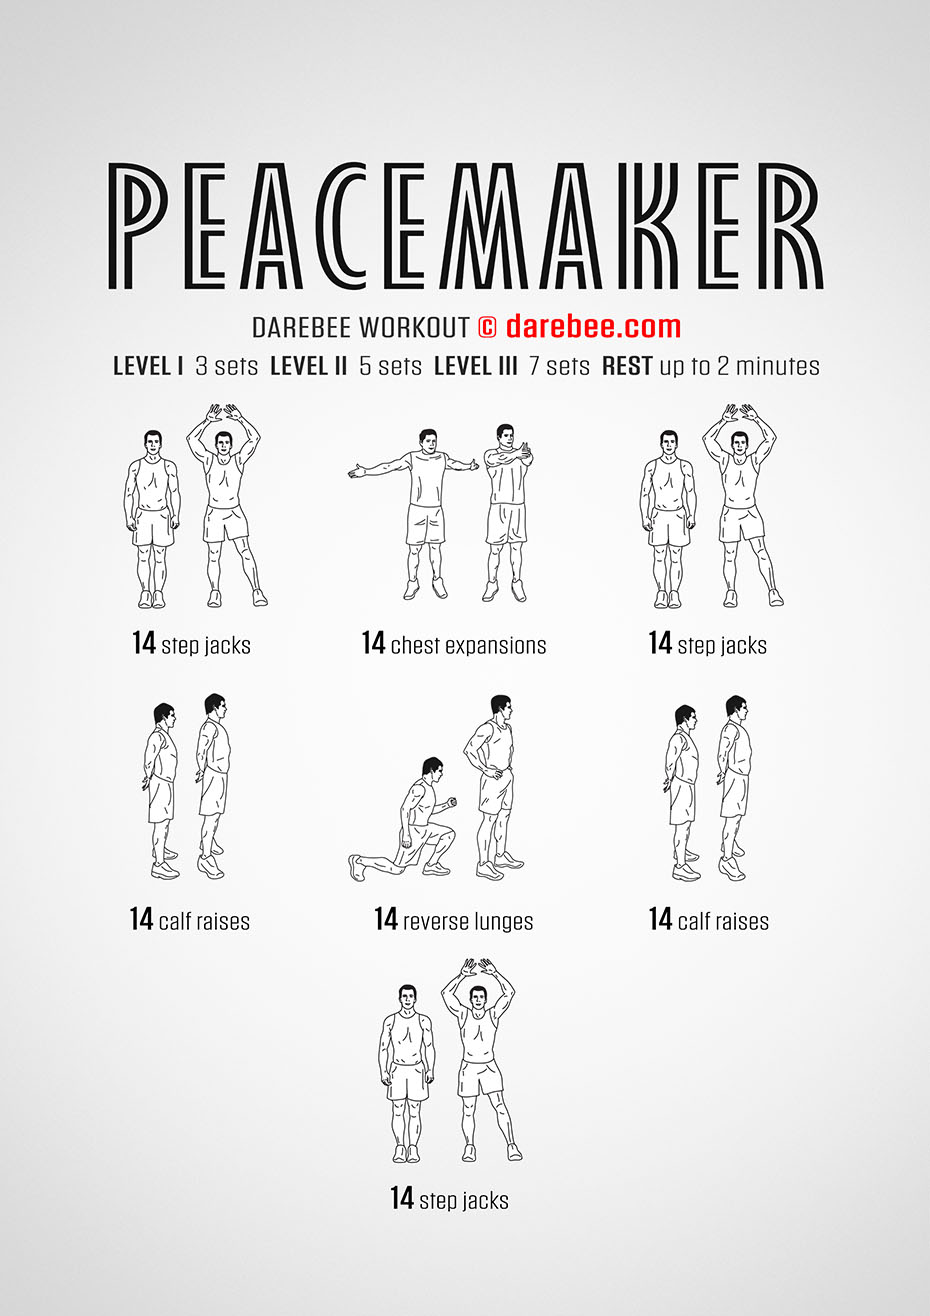 PEACEMAKER
DAREBEE WORKOUT © darebee.com
LEVEL I 3 sets LEVEL II 5 sets LEVEL III 7 sets REST up to 2 minutes
14 step jacks
14 chest expansions
14 step jacks
14 calf raises
14 reverse lunges
14 calf raises
14 step jacks